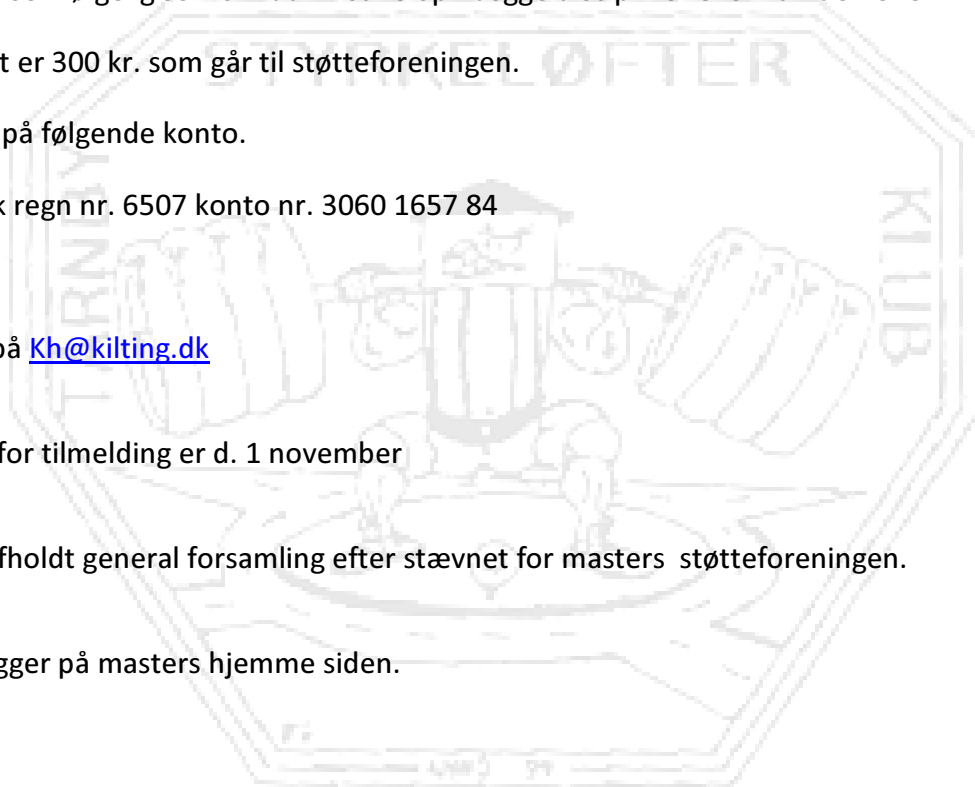 t er 300 kr. som går til støtteforeningen.
på følgende konto.
k regn nr. 6507 konto nr. 3060 1657 84
på Kh@kilting.dk
for tilmelding er d. 1 november
fholdt general forsamling efter stævnet for masters  støtteforeningen.
gger på masters hjemme siden.
STYRKELØFTER
TÅRNBY
KLUB